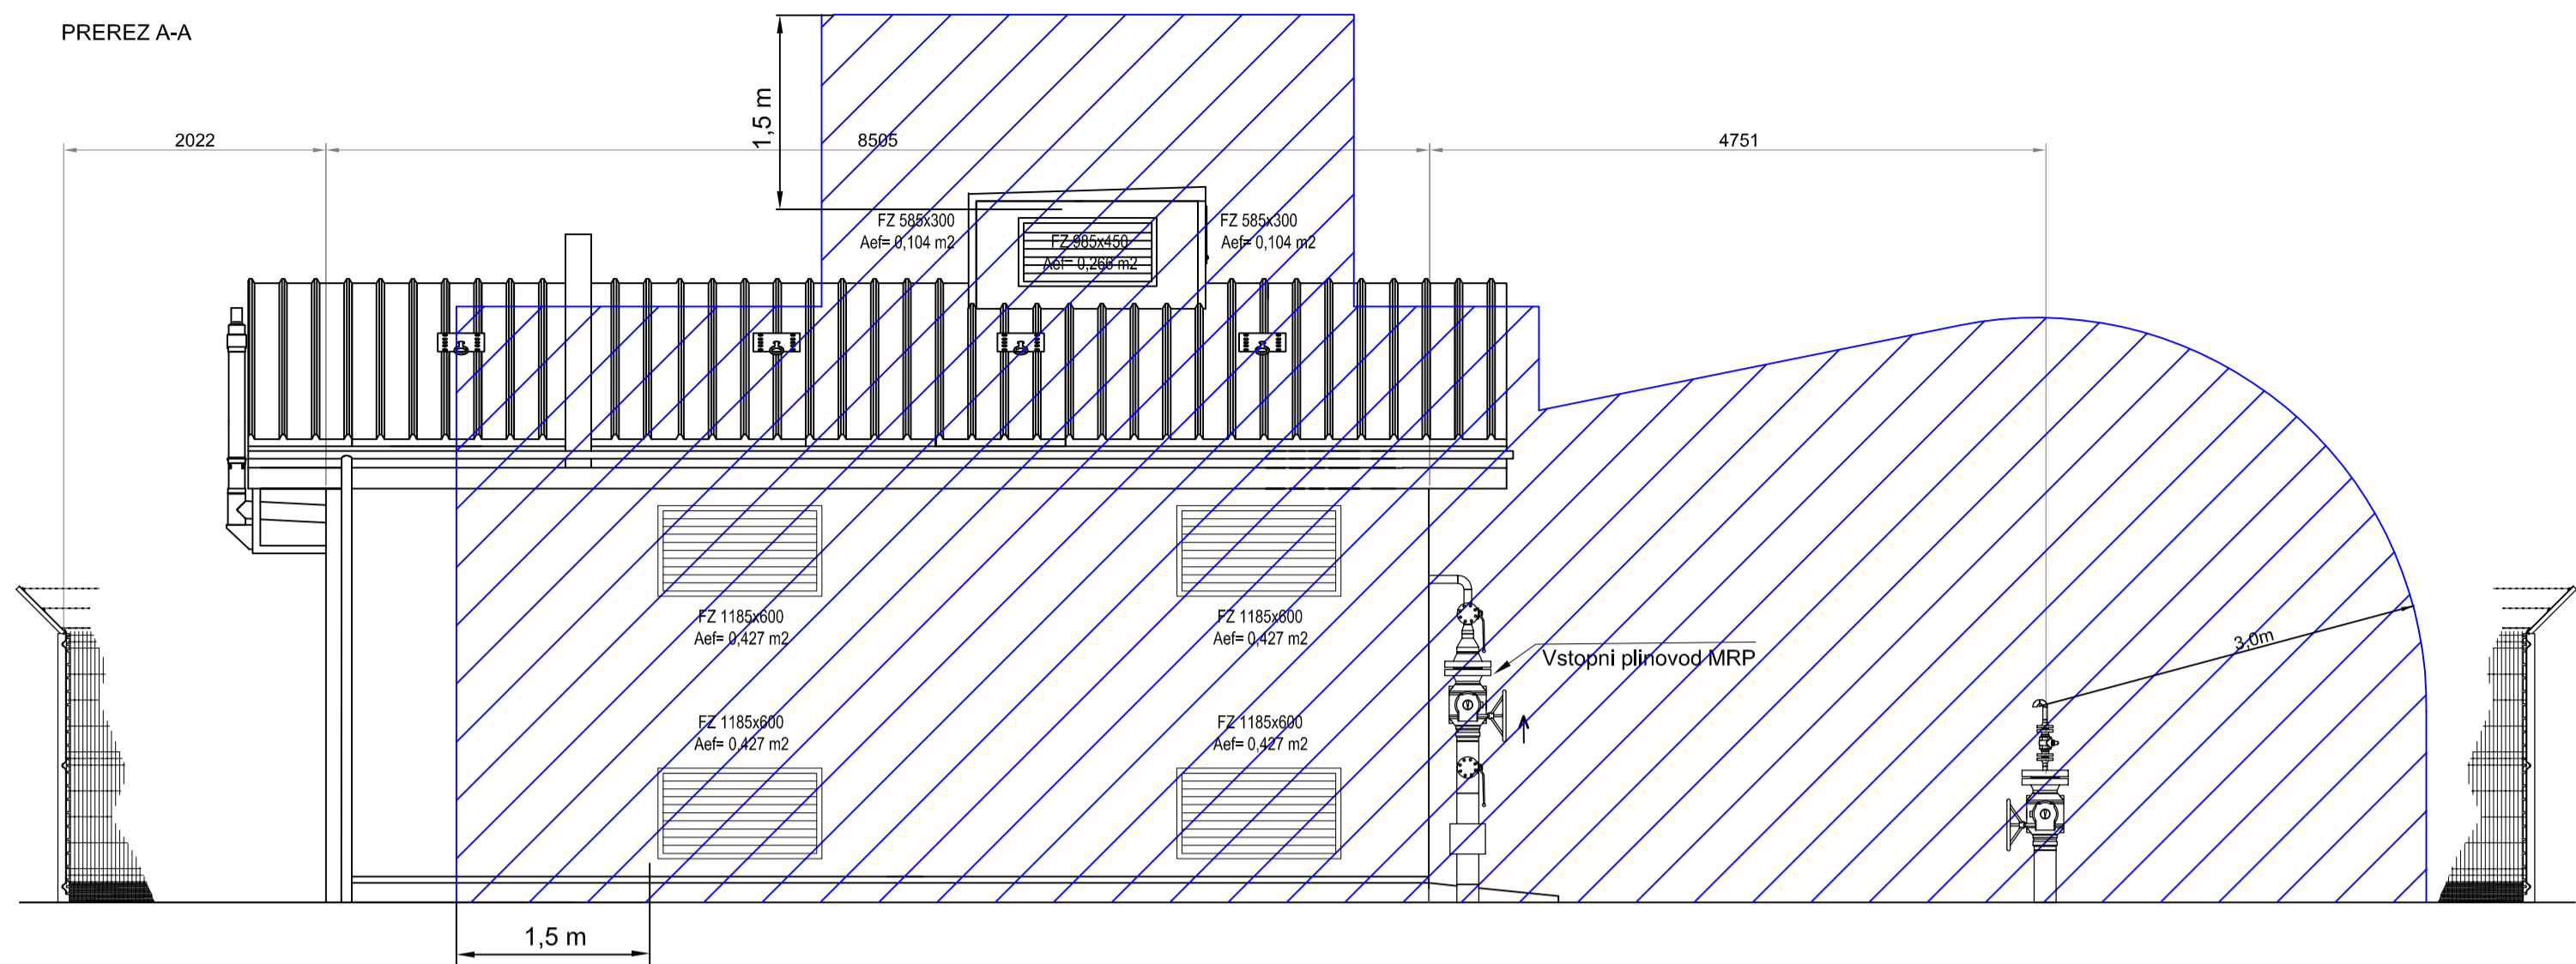 PREREZ A-A
1,5 m
2022
8505
4751
FZ 585x300
Aef= 0,104 m2
FZ 985x450
Aef= 0,266 m2
FZ 585x300
Aef= 0,104 m2
FZ 1185x600
Aef= 0,427 m2
FZ 1185x600
Aef= 0,427 m2
3,0m
Vstopni plinovod MRP
FZ 1185x600
Aef= 0,427 m2
FZ 1185x600
Aef= 0,427 m2
1,5 m